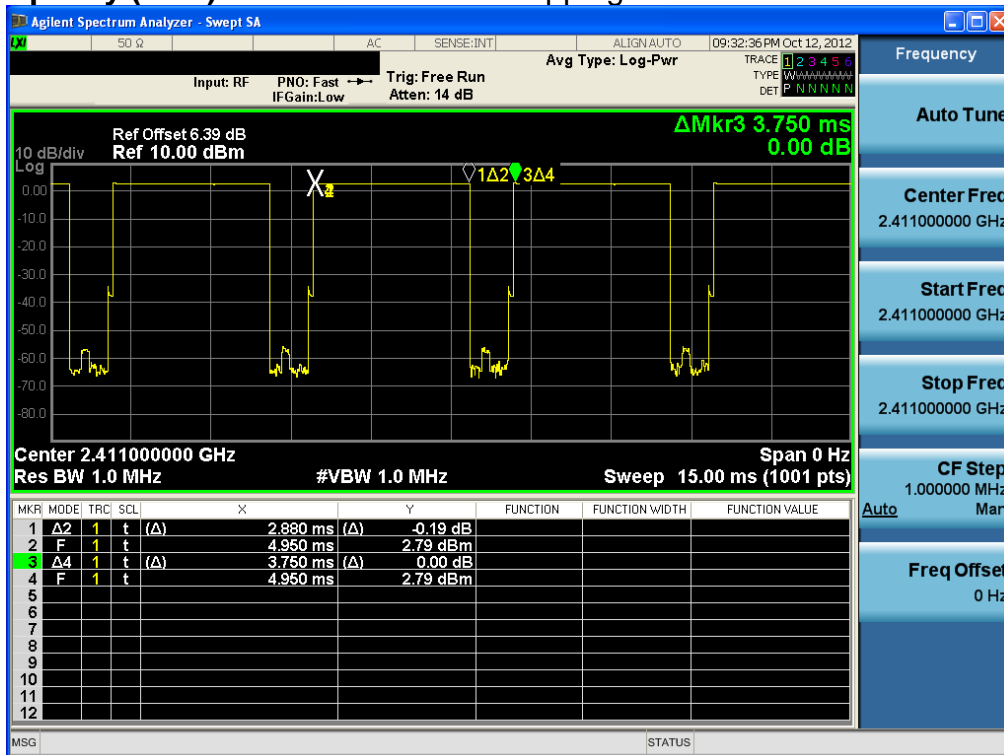 Agilent Spectrum Analyzer - Swept SA
LXI 50 Ω AC SENSE:INT ALIGN AUTO 09:32:36 PM Oct 12, 2012
Input: RF PNO: Fast Trig: Free Run Avg Type: Log-Pwr TRACE 1 2 3 4 5 6
IFGain:Low Atten: 14 dB TYPE
DET P N N N N N
Frequency
Auto Tune
Center Freq
2.411000000 GHz
Start Freq
2.411000000 GHz
Stop Freq
2.411000000 GHz
CF Step
1.000000 MHz
Auto Man
Freq Offset
0 Hz
ΔMkr3 3.750 ms
0.00 dB
Ref Offset 6.39 dB
10 dB/div Ref 10.00 dBm
Log
0.00
-10.0
-20.0
-30.0
-40.0
-50.0
-60.0
-70.0
-80.0
1Δ2 3Δ4
Center 2.411000000 GHz Span 0 Hz
Res BW 1.0 MHz #VBW 1.0 MHz Sweep 15.00 ms (1001 pts)
MKR MODE TRC SCL X Y FUNCTION FUNCTION WIDTH FUNCTION VALUE
1 Δ2 1 t (Δ) 2.880 ms (Δ) -0.19 dB
2 F 1 t 4.950 ms 2.79 dBm
3 Δ4 1 t (Δ) 3.750 ms (Δ) 0.00 dB
4 F 1 t 4.950 ms 2.79 dBm
5
6
7
8
9
10
11
12
MSG STATUS